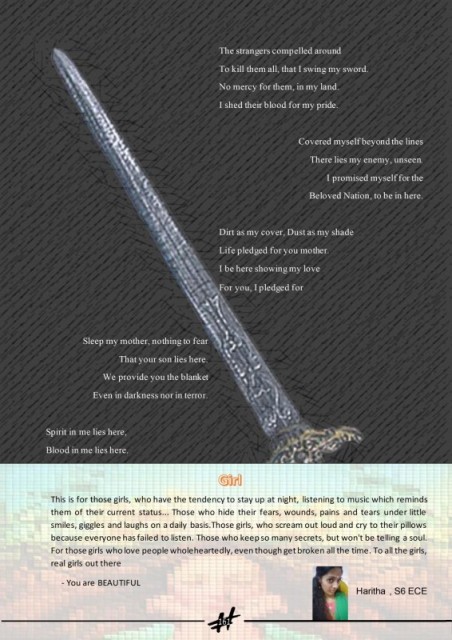 The strangers compelled around
To kill them all, that I swing my sword.
No mercy for them, in my land.
I shed their blood for my pride.
Covered myself beyond the lines
There lies my enemy, unseen.
I promised myself for the
Beloved Nation, to be in here.
Dirt as my cover, Dust as my shade
Life pledged for you mother.
I be here showing my love
For you, I pledged for
Sleep my mother, nothing to fear
That your son lies here.
We provide you the blanket
Even in darkness nor in terror.
Spirit in me lies here,
Blood in me lies here.
Girl
This is for those girls, who have the tendency to stay up at night, listening to music which reminds
them of their current status... Those who hide their fears, wounds, pains and tears under little
smiles, giggles and laughs on a daily basis.Those girls, who scream out loud and cry to their pillows
because everyone has failed to listen. Those who keep so many secrets, but won't be telling a soul.
For those girls who love people wholeheartedly, even though get broken all the time. To all the girls,
real girls out there
- You are BEAUTIFUL
Haritha , S6 ECE